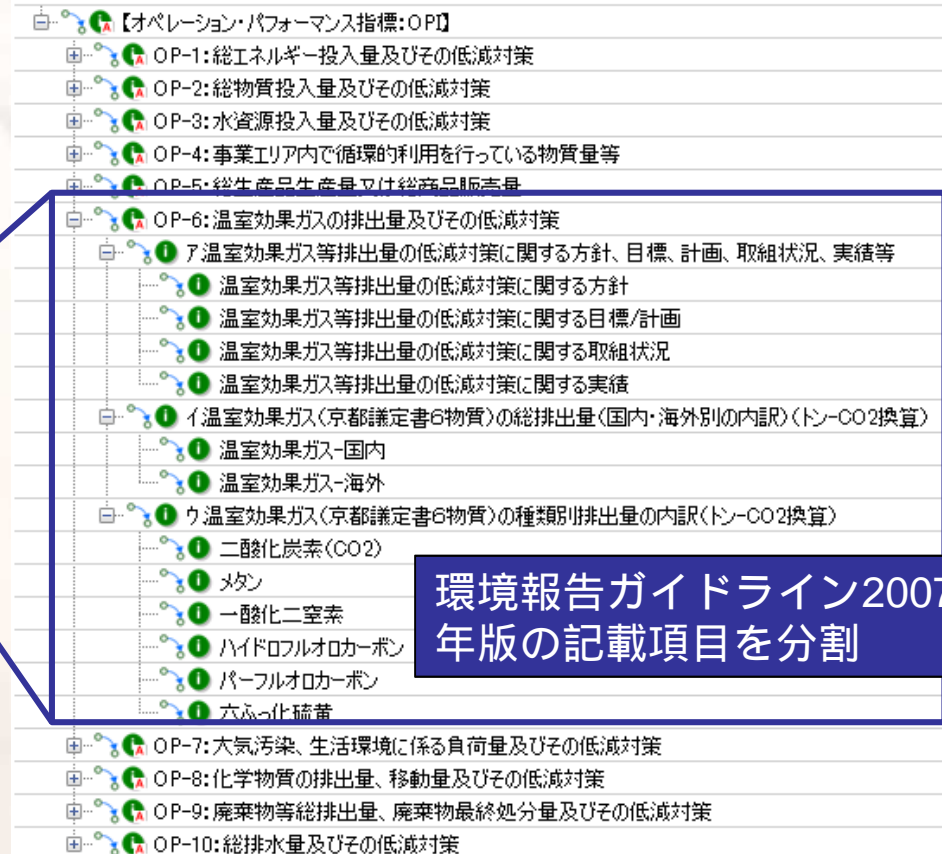 【オペレーション・パフォーマンス指標:OPI】
OP-1:総エネルギー投入量及びその低減対策
OP-2:総物質投入量及びその低減対策
OP-3:水資源投入量及びその低減対策
OP-4:事業エリア内で循環的利用を行っている物質量等
OP-5:総生産品生産量又は総商品販売量
OP-6:温室効果ガスの排出量及びその低減対策
ア.温室効果ガス等排出量の低減対策に関する方針、目標、計画、取組状況、実績等
温室効果ガス等排出量の低減対策に関する方針
温室効果ガス等排出量の低減対策に関する目標/計画
温室効果ガス等排出量の低減対策に関する取組状況
温室効果ガス等排出量の低減対策に関する実績
イ.温室効果ガス(京都議定書6物質)の総排出量(国内・海外別の内訳)(トン-CO2換算)
温室効果ガス-国内
温室効果ガス-海外
ウ.温室効果ガス(京都議定書6物質)の種類別排出量の内訳(トン-CO2換算)
二酸化炭素(CO2)
メタン
一酸化二窒素
ハイドロフルオロカーボン
パーフルオロカーボン
六ふっ化硫黄
環境報告ガイドライン2007
年版の記載項目を分割
OP-7:大気汚染、生活環境に係る負荷量及びその低減対策
OP-8:化学物質の排出量、移動量及びその低減対策
OP-9:廃棄物等総排出量、廃棄物最終処分量及びその低減対策
OP-10:総排水量及びその低減対策